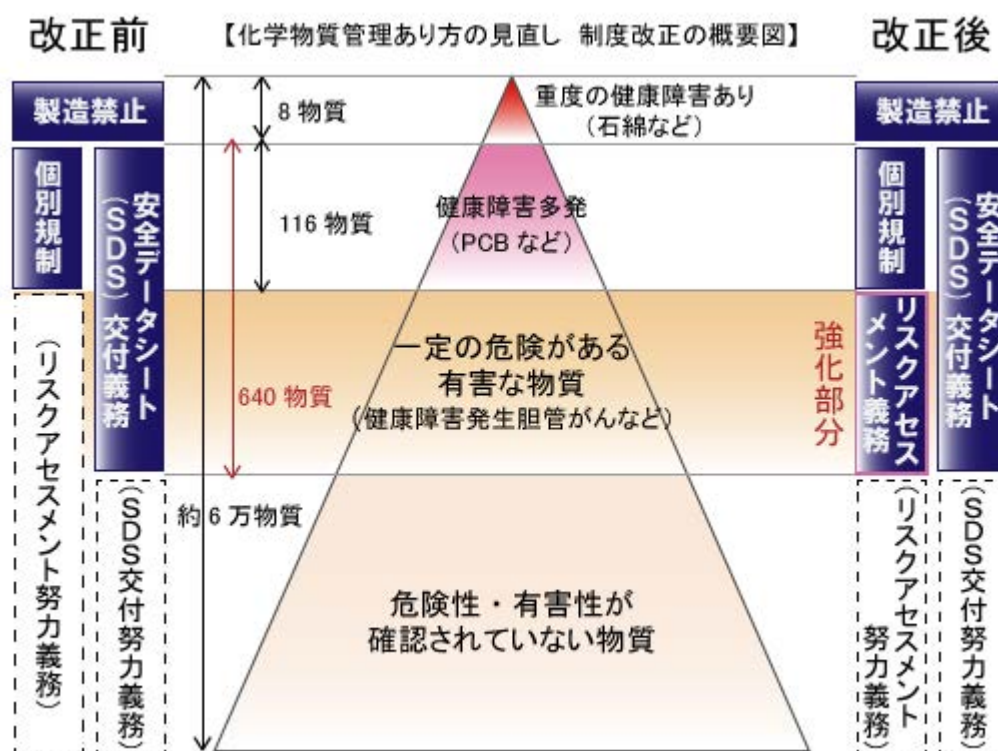 改正前
【化学物質管理あり方の見直し 制度改正の概要図】
改正後
製造禁止
8 物質
重度の健康障害あり
（石綿など）
製造禁止
個別規制
安全データシート
（SDS）交付義務
116 物質
健康障害多発
（PCB など）
個別規制
安全データシート
（SDS）交付義務
640 物質
一定の危険がある
有害な物質
（健康障害発生胆管がんなど）
強化部分
リスクアセス
メント義務
（リスクアセスメント努力義務）
（SDS交付努力義務）
約 6 万物質
危険性・有害性が
確認されていない物質
（リスクアセスメント
努力義務）
（SDS交付努力義務）